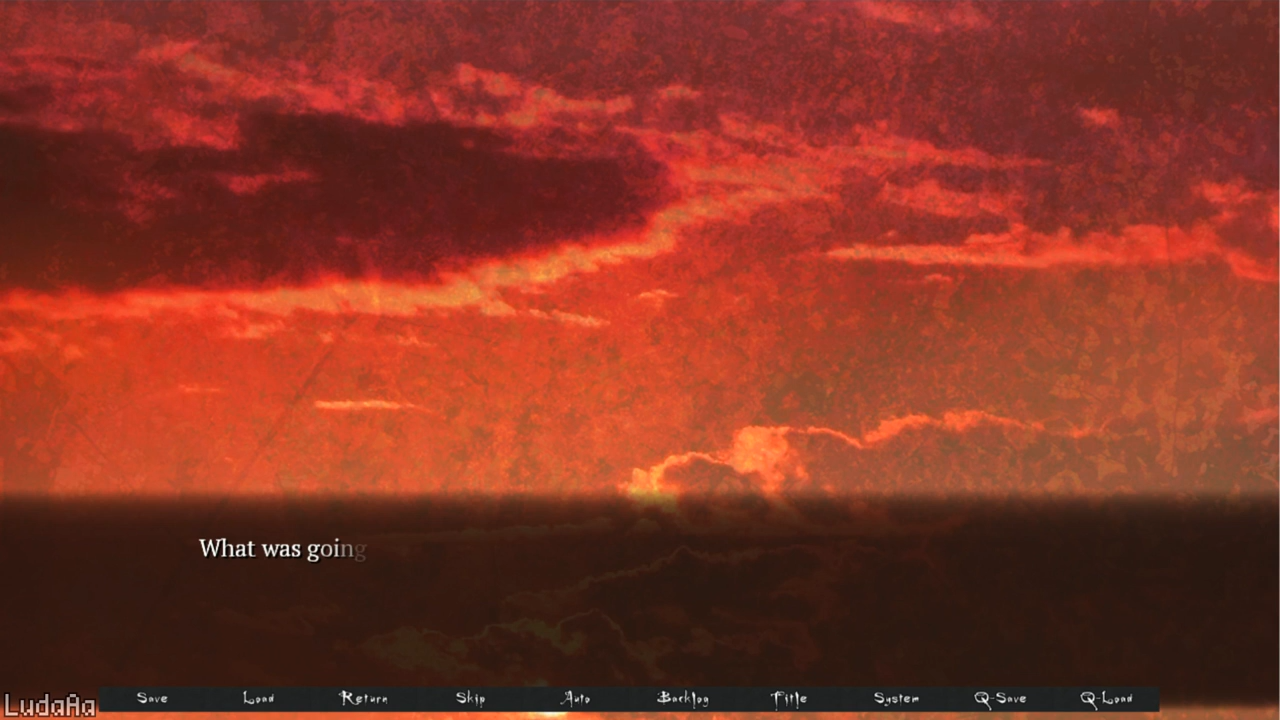 What was going
Save Load Return Skip Auto Backlog Title System Q-Save Q-Load
LudaAa